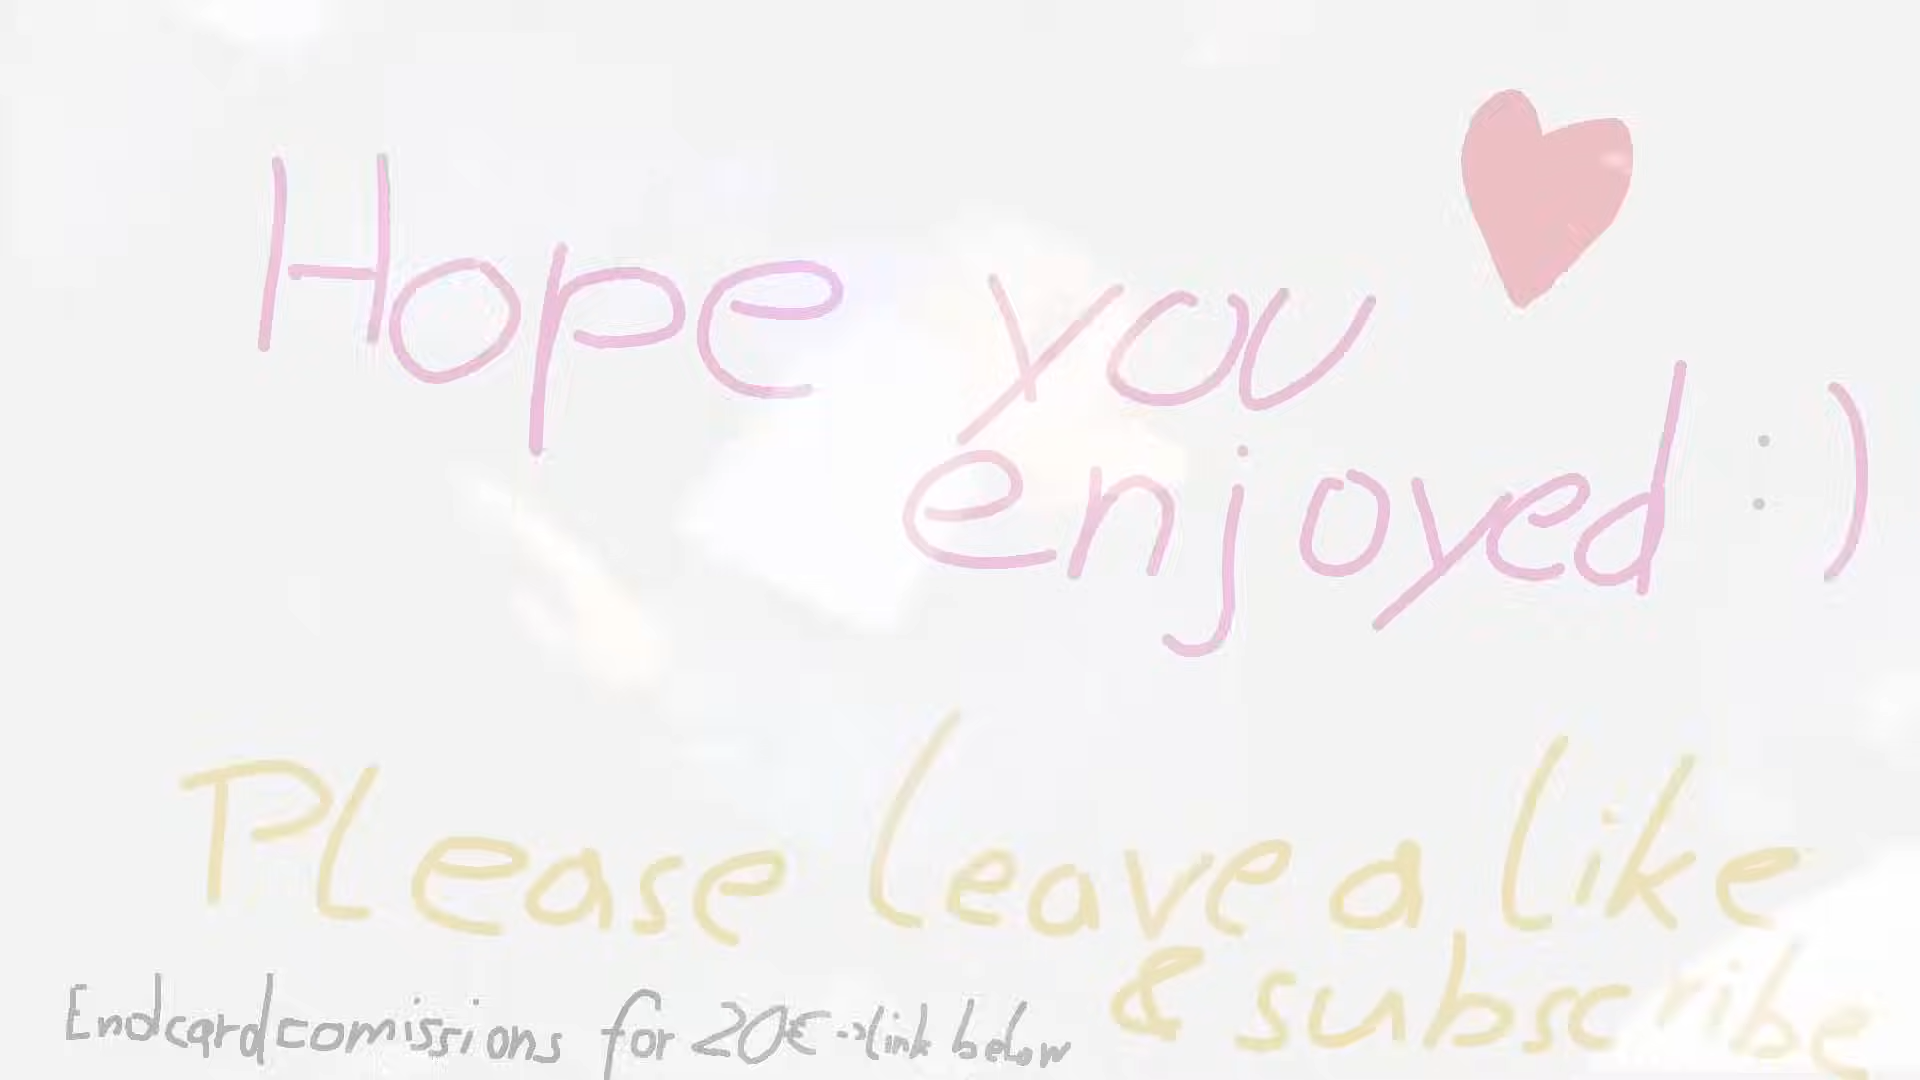 Hope you
enjoyed :)
Please leave a like
& subscribe
Endcardcomissions for 20€ -> link below